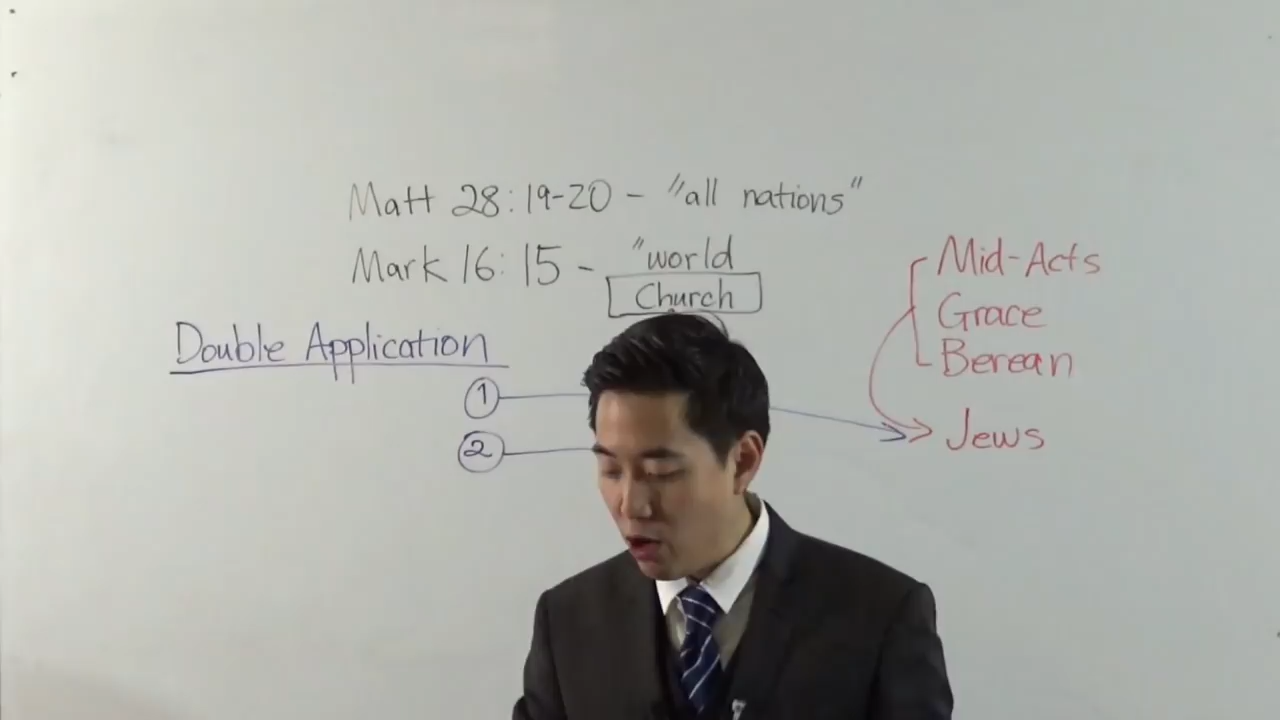 Matt 28:19-20 - "all nations"
Mark 16:15 - "world
Church
Double Application
1
2
Mid-Acts
Grace
Berean
Jews